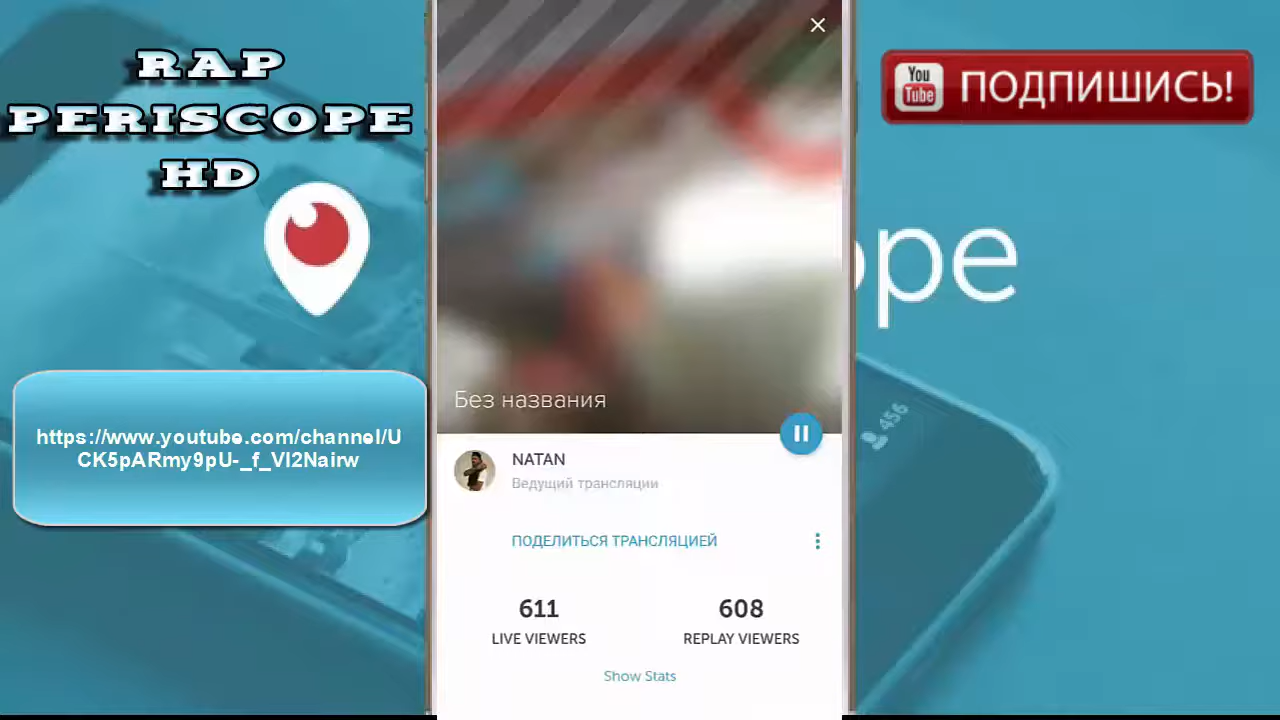 RAP
PERISCOPE
HD
https://www.youtube.com/channel/U
CK5pARmy9pU-_f_VI2Nairw
Без названия
NATAN
Ведущий трансляции
ПОДЕЛИТЬСЯ ТРАНСЛЯЦИЕЙ
611
LIVE VIEWERS
608
REPLAY VIEWERS
Show Stats
You
Tube
ПОДПИШИСЬ!
ope
456